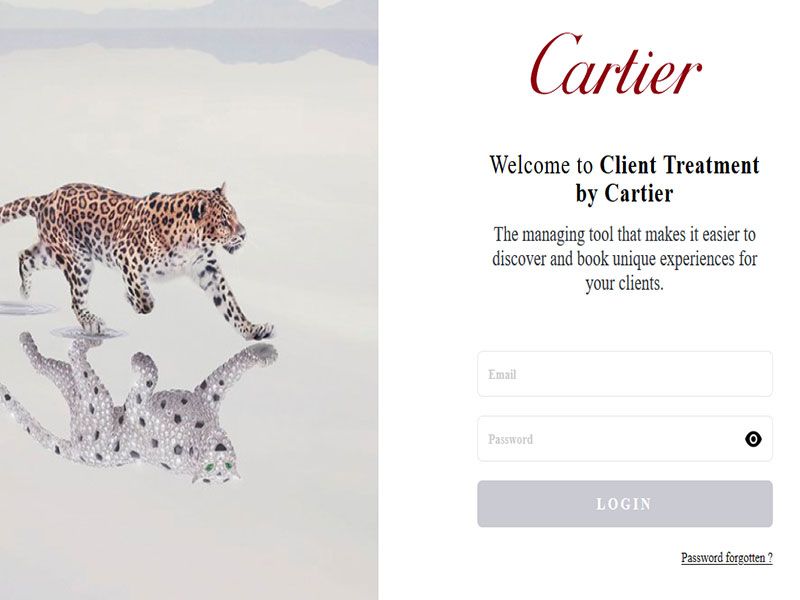 Cartier
Welcome to Client Treatment
by Cartier
The managing tool that makes it easier to
discover and book unique experiences for
your clients.
Email
Password
LOGIN
Password forgotten ?